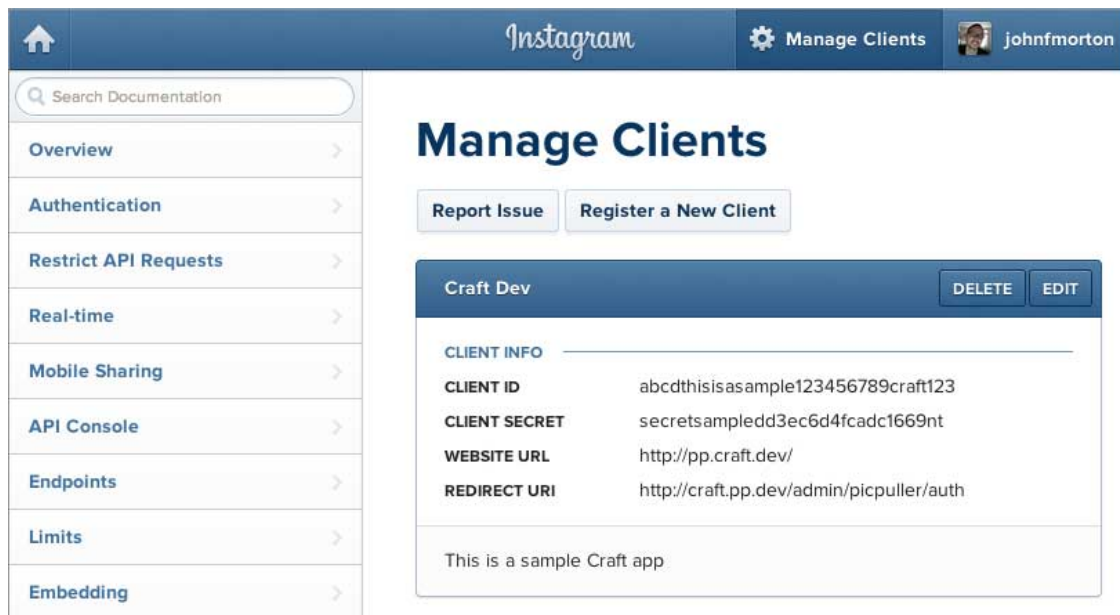 Instagram
Manage Clients
johnfmorton
Search Documentation
Overview
Authentication
Restrict API Requests
Real-time
Mobile Sharing
API Console
Endpoints
Limits
Embedding
Manage Clients
Report Issue
Register a New Client
Craft Dev
DELETE
EDIT
CLIENT INFO
CLIENT ID abcdthisisasample123456789craft123
CLIENT SECRET secretsampledd3ec6d4fcadc1669nt
WEBSITE URL http://pp.craft.dev/
REDIRECT URI http://craft.pp.dev/admin/picpuller/auth
This is a sample Craft app